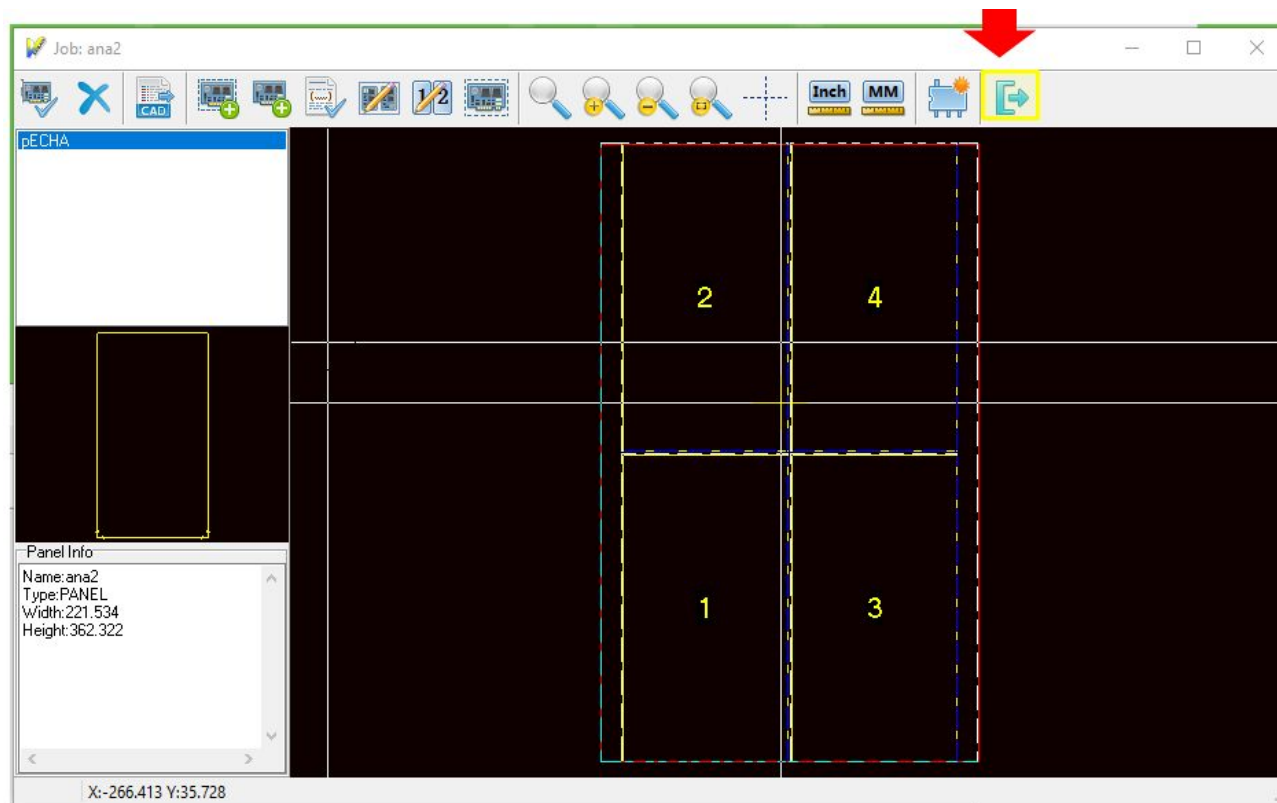 Job: ana2
CAD
1/2
Inch
MM
pECHA
2
4
1
3
Panel Info
Name:ana2
Type:PANEL
Width:221.534
Height:362.322
X:-266.413 Y:35.728